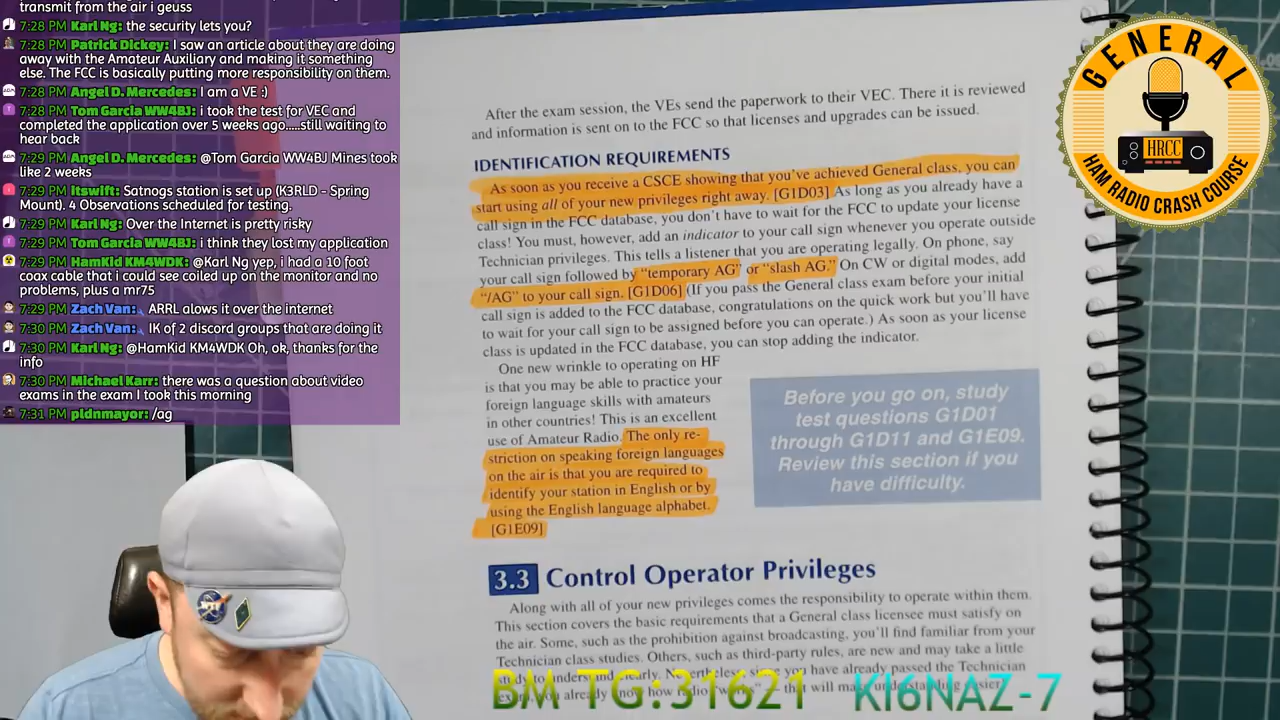 transmit from the air i geuss
7:28 PM Karl Ng: the security lets you?
7:28 PM Patrick Dickey: I saw an article about they are doing
away with the Amateur Auxiliary and making it something
else. The FCC is basically putting more responsibility on them.
7:28 PM Angel D. Mercedes: I am a VE :)
7:28 PM Tom Garcia WW4BJ: i took the test for VEC and
completed the application over 5 weeks ago.....still waiting to
hear back
7:29 PM Angel D. Mercedes: @Tom Garcia WW4BJ Mines took
like 2 weeks
7:29 PM itswift: Satnogs station is set up (K3RLD - Spring
Mount). 4 Observations scheduled for testing.
7:29 PM Karl Ng: Over the Internet is pretty risky
7:29 PM Tom Garcia WW4BJ: i think they lost my application
7:29 PM HamKid KM4WDK: @Karl Ng yep, i had a 10 foot
coax cable that i could see coiled up on the monitor and no
problems, plus a mr75
7:29 PM Zach Van: ARRL alows it over the internet
7:30 PM Zach Van: IK of 2 discord groups that are doing it
7:30 PM Karl Ng: @HamKid KM4WDK Oh, ok, thanks for the
info
7:30 PM Michael Karr: there was a question about video
exams in the exam I took this morning
7:31 PM pldnmayor: /ag
After the exam session, the VEs send the paperwork to their VEC. There it is reviewed
and information is sent on to the FCC so that licenses and upgrades can be issued.
IDENTIFICATION REQUIREMENTS
As soon as you receive a CSCE showing that you've achieved General class, you can
start using all of your new privileges right away. [G1D03] As long as you already have a
call sign in the FCC database, you don't have to wait for the FCC to update your license
class! You must, however, add an indicator to your call sign whenever you operate outside
Technician privileges. This tells a listener that you are operating legally. On phone, say
your call sign followed by "temporary AG" or "slash AG." On CW or digital modes, add
"/AG" to your call sign. [G1D06] (If you pass the General class exam before your initial
call sign is added to the FCC database, congratulations on the quick work but you'll have
to wait for your call sign to be assigned before you can operate.) As soon as your license
class is updated in the FCC database, you can stop adding the indicator.
One new wrinkle to operating on HF
is that you may be able to practice your
foreign language skills with amateurs
in other countries! This is an excellent
use of Amateur Radio. The only re-
striction on speaking foreign languages
on the air is that you are required to
identify your station in English or by
using the English language alphabet.
[G1E09]
Before you go on, study
test questions G1D01
through G1D11 and G1E09.
Review this section if you
have difficulty.
3.3 Control Operator Privileges
Along with all of your new privileges comes the responsibility to operate within them.
This section covers the basic requirements that a General class licensee must satisfy on
the air. Some, such as the prohibition against broadcasting, you'll find familiar from your
Technician class studies. Others, such as third-party rules, are new and may take a little
have already passed the Technician
BM TG:31621 KI6NAZ-7
GENERAL
HRCC
HAM RADIO CRASH COURSE